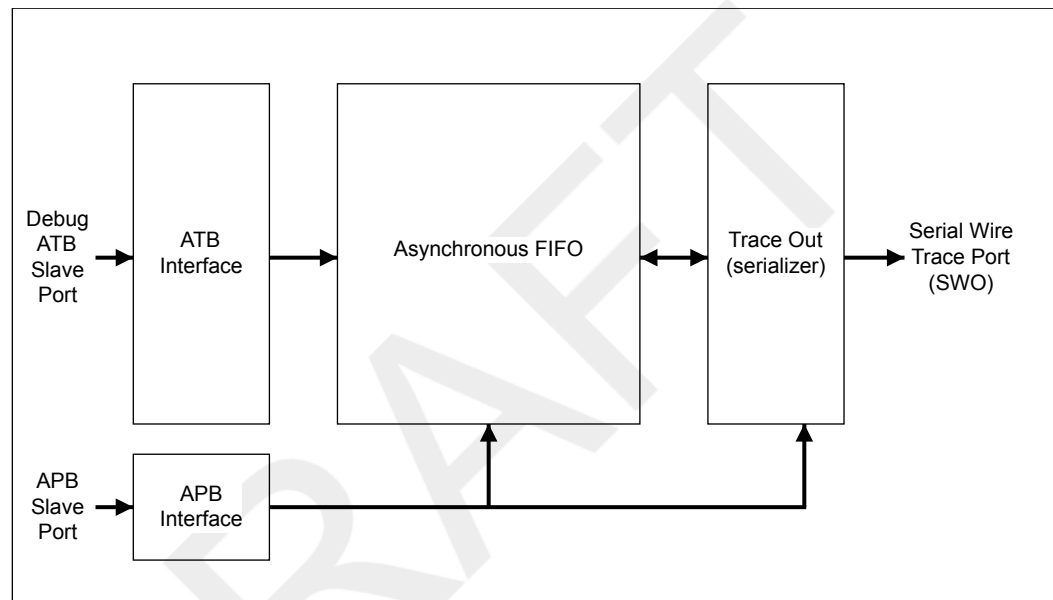 Debug
ATB
Slave
Port
ATB
Interface
Asynchronous FIFO
Trace Out
(serializer)
Serial Wire
Trace Port
(SWO)
APB
Slave
Port
APB
Interface
RAFT